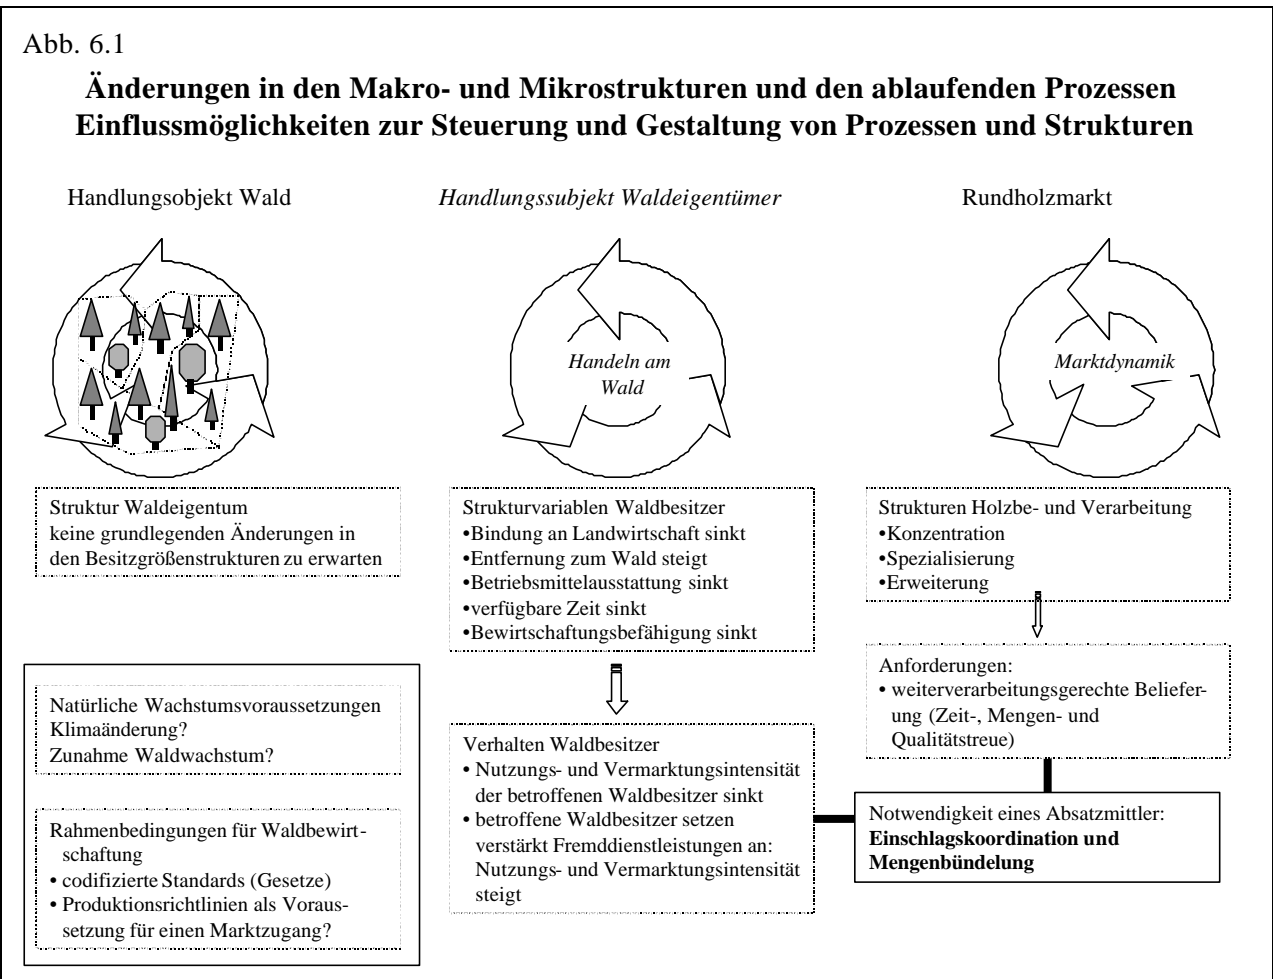 Abb. 6.1
Änderungen in den Makro- und Mikrostrukturen und den ablaufenden Prozessen
Einflussmöglichkeiten zur Steuerung und Gestaltung von Prozessen und Strukturen
Handlungsobjekt Wald
Handlungssubjekt Waldeigentümer
Rundholzmarkt
Handeln am
Wald
Marktdynamik
Struktur Waldeigentum
keine grundlegenden Änderungen in
den Besitzgrößenstrukturen zu erwarten
Natürliche Wachstumsvoraussetzungen
Klimaänderung?
Zunahme Waldwachstum?
Rahmenbedingungen für Waldbewirt-
schaftung
• codifizierte Standards (Gesetze)
• Produktionsrichtlinien als Voraus-
setzung für einen Marktzugang?
Strukturvariablen Waldbesitzer
•Bindung an Landwirtschaft sinkt
•Entfernung zum Wald steigt
•Betriebsmittelausstattung sinkt
•verfügbare Zeit sinkt
•Bewirtschaftungsbefähigung sinkt
Verhalten Waldbesitzer
• Nutzungs- und Vermarktungsintensität
der betroffenen Waldbesitzer sinkt
• betroffene Waldbesitzer setzen
verstärkt Fremddienstleistungen an:
Nutzungs- und Vermarktungsintensität
steigt
Strukturen Holzbe- und Verarbeitung
•Konzentration
•Spezialisierung
•Erweiterung
Anforderungen:
• weiterverarbeitungsgerechte Beliefer-
ung (Zeit-, Mengen- und
Qualitätstreue)
Notwendigkeit eines Absatzmittler:
Einschlagskoordination und
Mengenbündelung